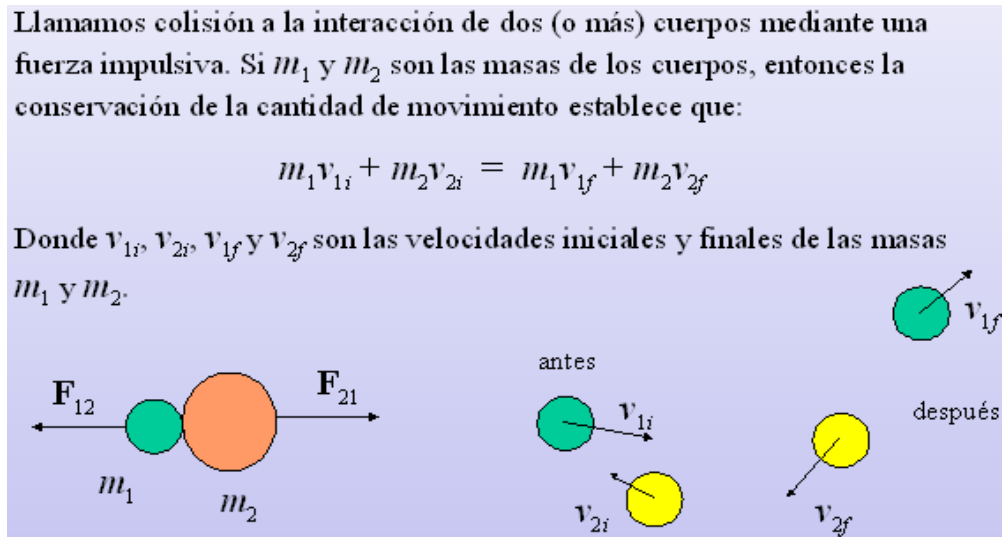 Llamamos colisión a la interacción de dos (o más) cuerpos mediante una
fuerza impulsiva. Si m₁ y m₂ son las masas de los cuerpos, entonces la
conservación de la cantidad de movimiento establece que:
m₁v₁ᵢ + m₂v₂ᵢ = m₁v₁f + m₂v₂f
Donde v₁ᵢ, v₂ᵢ, v₁f y v₂f son las velocidades iniciales y finales de las masas
m₁ y m₂.
v₁f
antes
F₁₂
F₂₁
v₁ᵢ
después
m₁
m₂
v₂ᵢ
v₂f